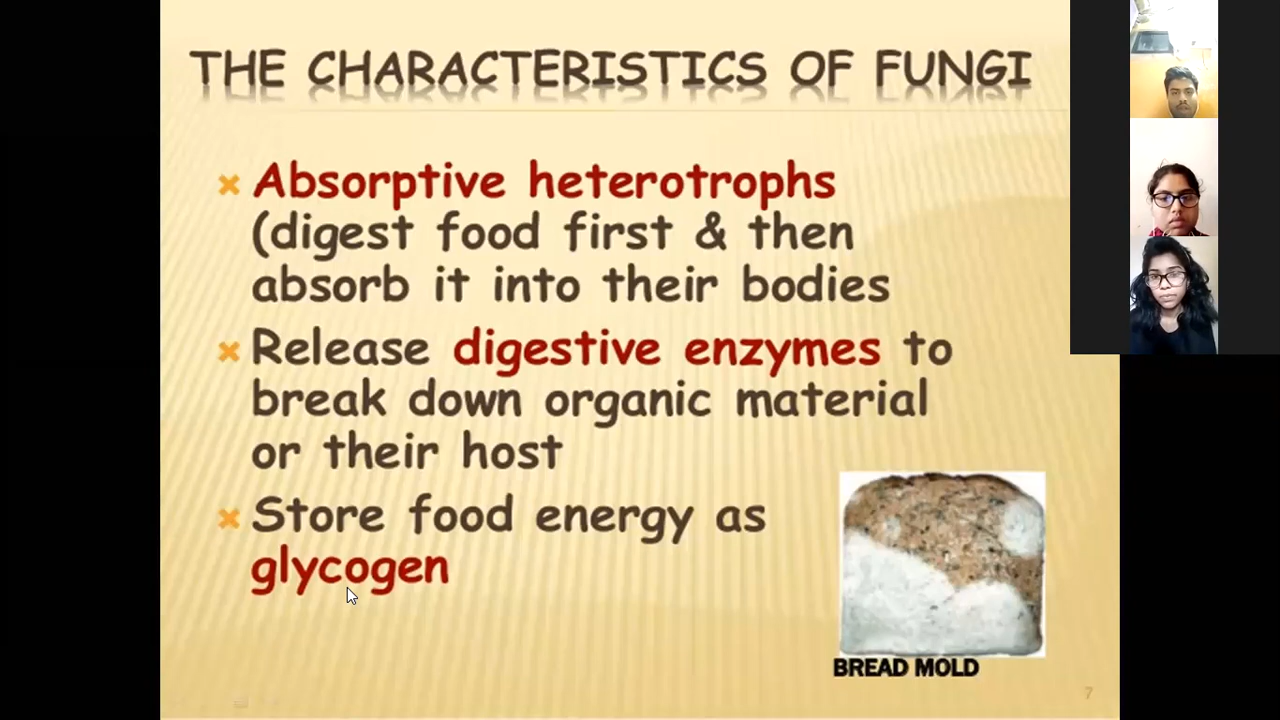 THE CHARACTERISTICS OF FUNGI
Absorptive heterotrophs
(digest food first & then
absorb it into their bodies
Release digestive enzymes to
break down organic material
or their host
Store food energy as
glycogen
BREAD MOLD
7